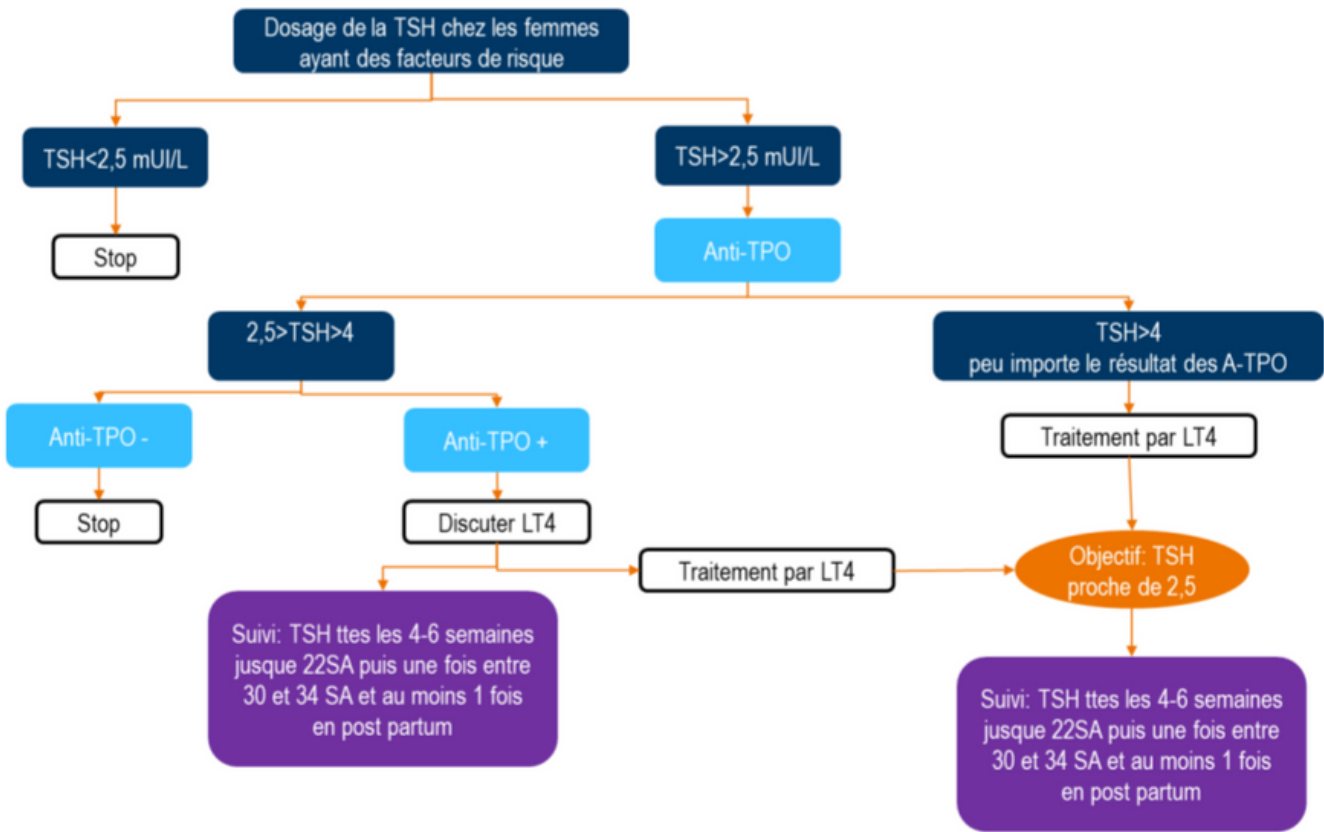 Dosage de la TSH chez les femmes
ayant des facteurs de risque
TSH<2,5 mUI/L
TSH>2,5 mUI/L
Stop
Anti-TPO
2,5>TSH>4
TSH>4
peu importe le résultat des A-TPO
Anti-TPO -
Anti-TPO +
Traitement par LT4
Stop
Discuter LT4
Traitement par LT4
Objectif: TSH
proche de 2,5
Suivi: TSH ttes les 4-6 semaines
jusque 22SA puis une fois entre
30 et 34 SA et au moins 1 fois
en post partum
Suivi: TSH ttes les 4-6 semaines
jusque 22SA puis une fois entre
30 et 34 SA et au moins 1 fois
en post partum